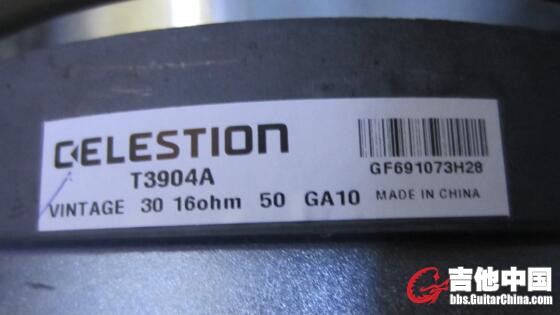 CELESTION
T3904A
VINTAGE 30 16ohm 50 GA10
GF691073H28
MADE IN CHINA
吉他中国
bbs.GuitarChina.com